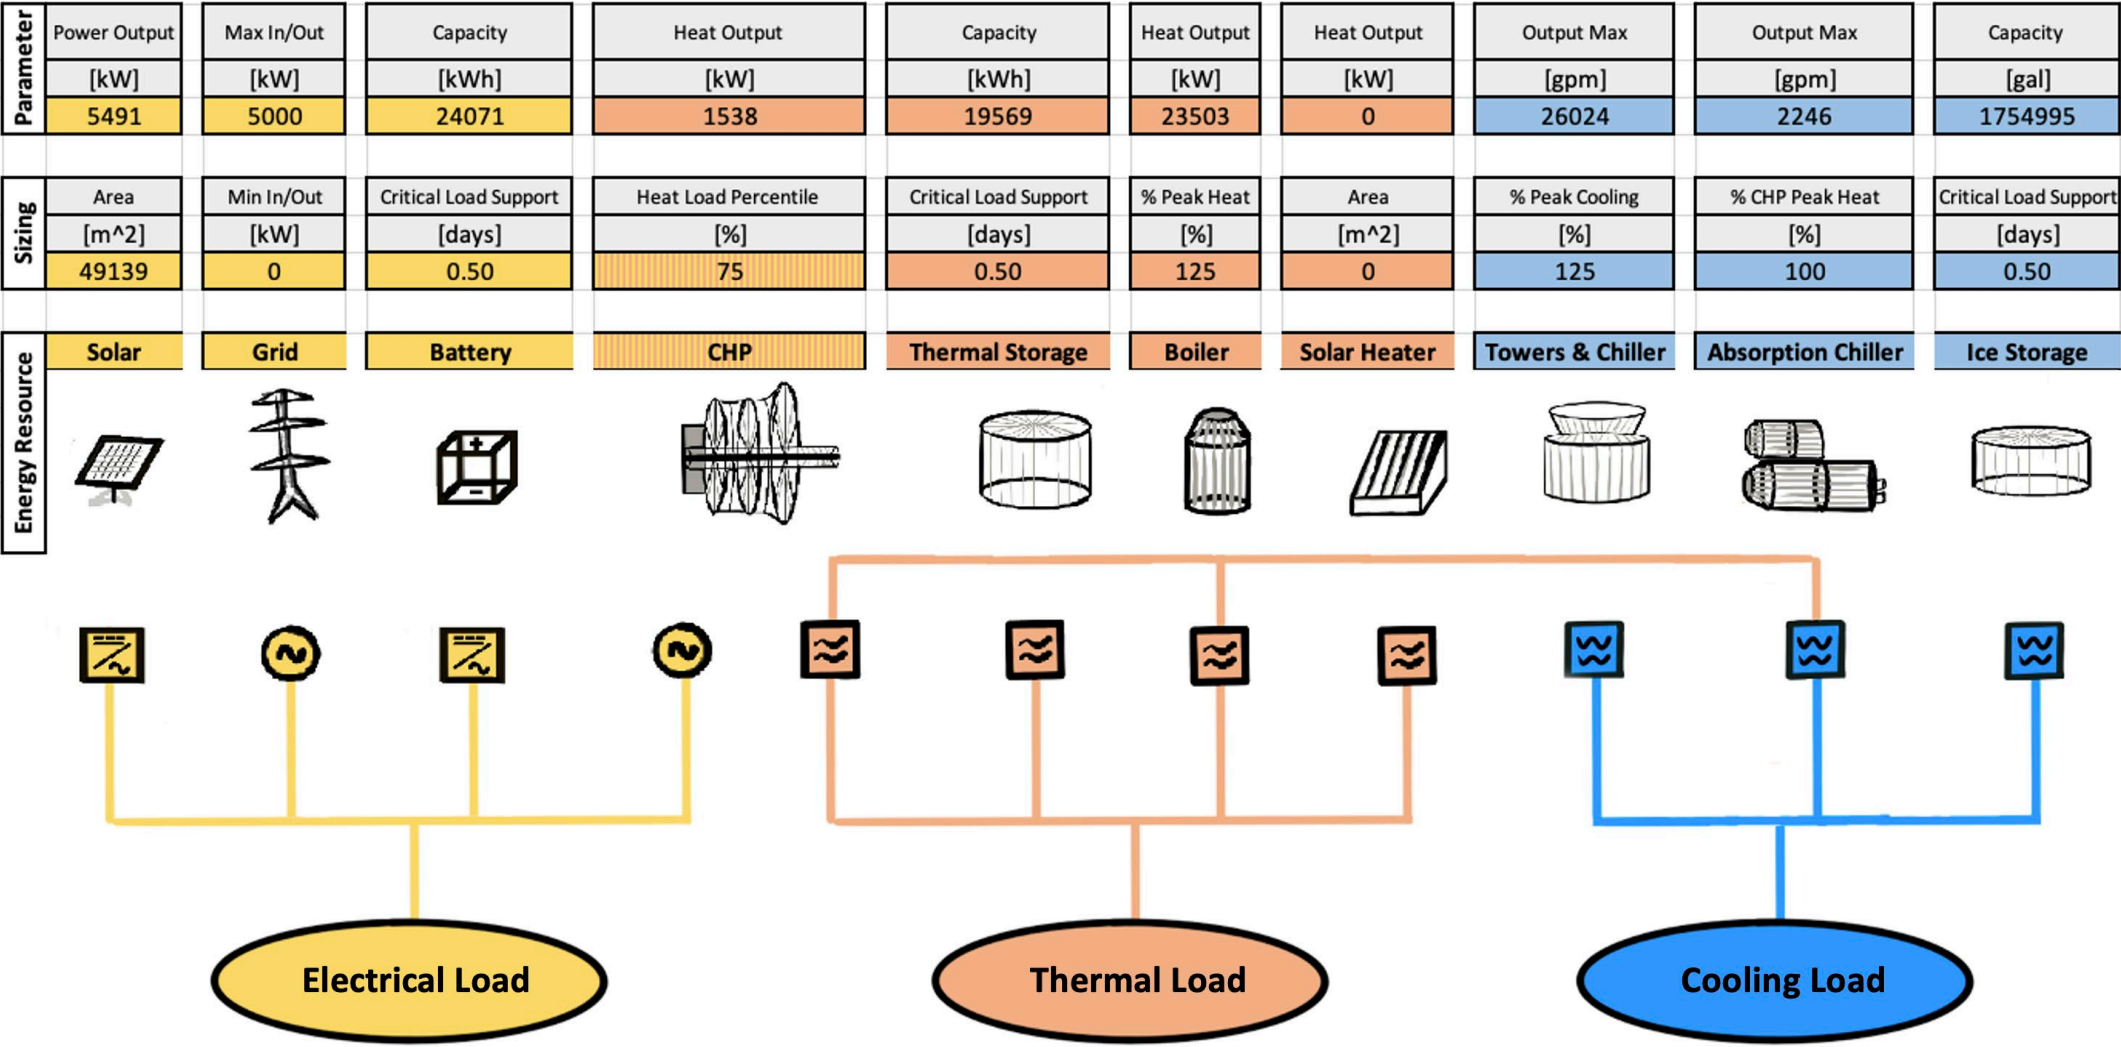 Parameter
Power Output Max In/Out Capacity Heat Output Capacity Heat Output Heat Output Output Max Output Max Capacity
[kW] [kW] [kWh] [kW] [kWh] [kW] [kW] [gpm] [gpm] [gal]
5491 5000 24071 1538 19569 23503 0 26024 2246 1754995
Sizing
Area Min In/Out Critical Load Support Heat Load Percentile Critical Load Support % Peak Heat Area % Peak Cooling % CHP Peak Heat Critical Load Support
[m^2] [kW] [days] [%] [days] [%] [m^2] [%] [%] [days]
49139 0 0.50 75 0.50 125 0 125 100 0.50
Energy Resource
Solar Grid Battery CHP Thermal Storage Boiler Solar Heater Towers & Chiller Absorption Chiller Ice Storage
+
-
Electrical Load Thermal Load Cooling Load